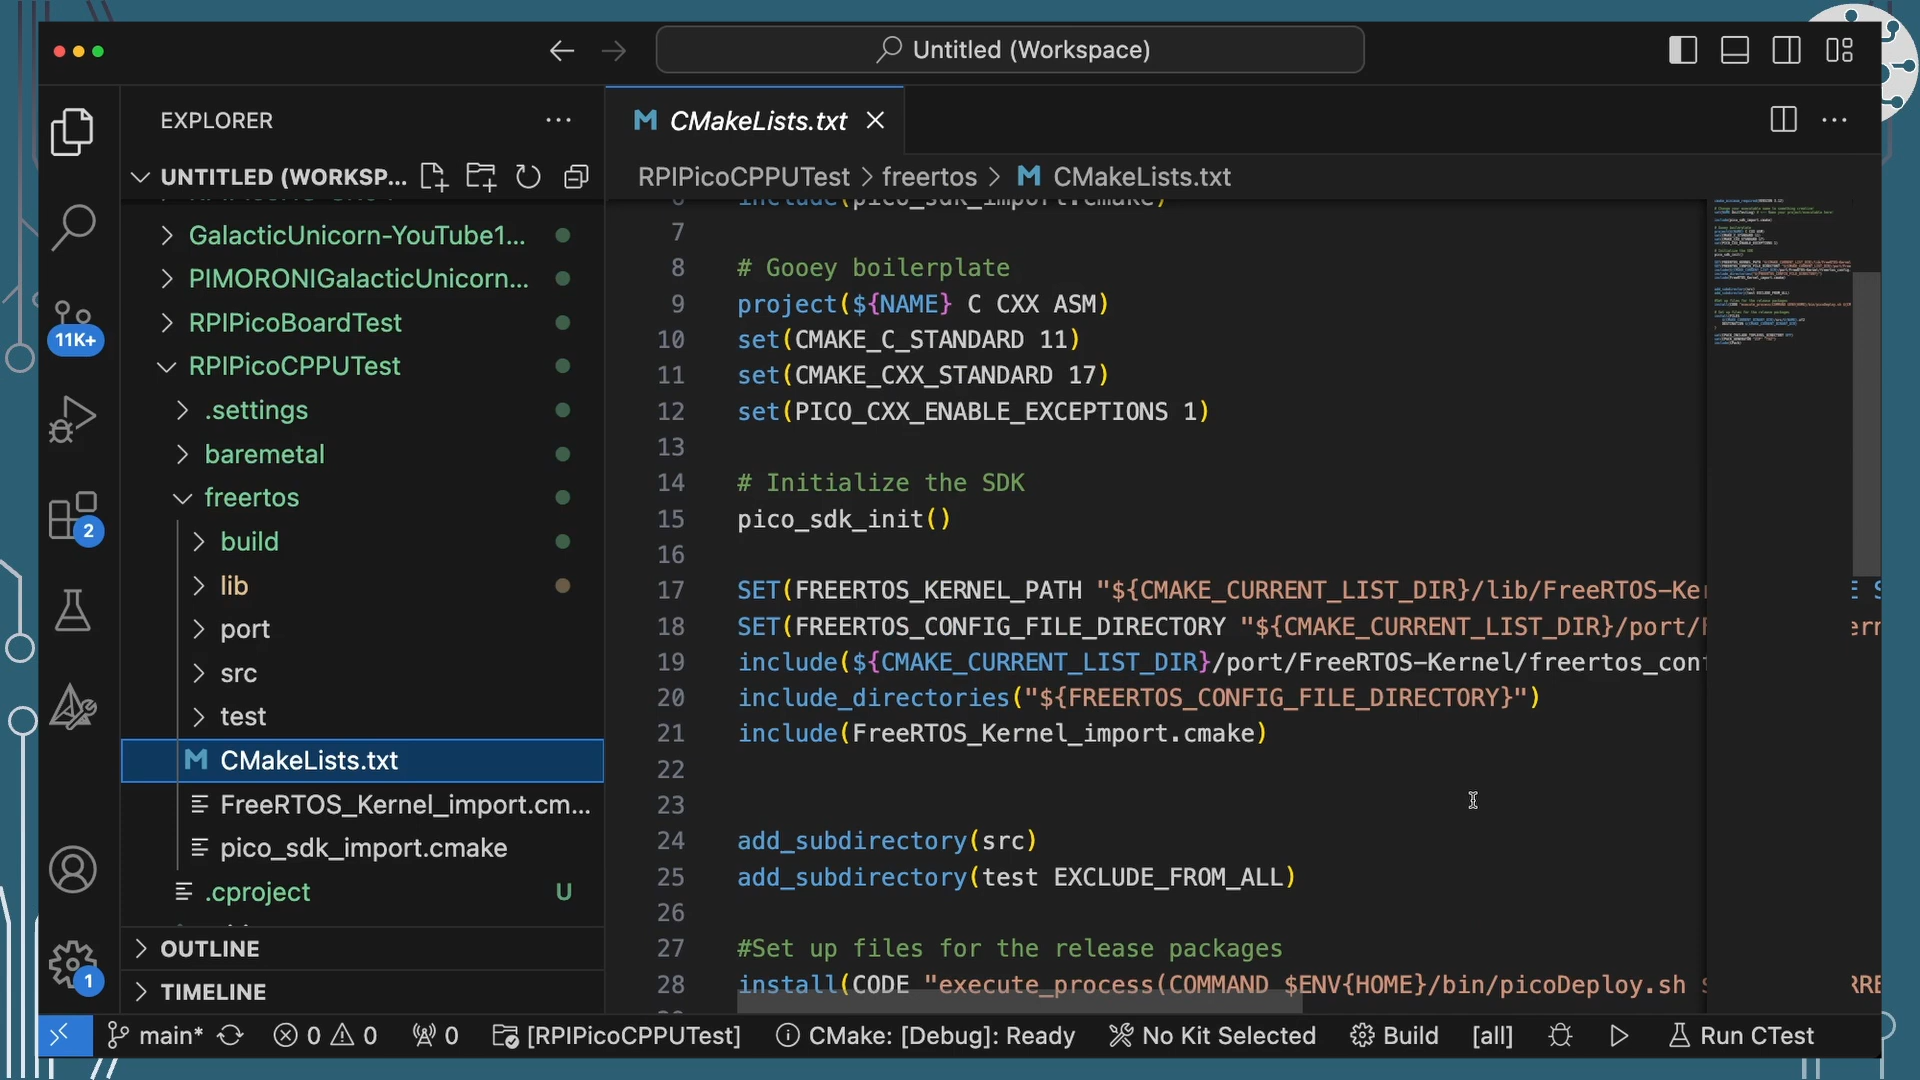 Untitled (Workspace)
EXPLORER
CMakeLists.txt
UNTITLED (WORKSP...
RPIPicoCPPUTest > freertos > CMakeLists.txt
GalacticUnicorn-YouTube1...
PIMORONIGalacticUnicorn...
RPIPicoBoardTest
RPIPicoCPPUTest
.settings
baremetal
freertos
build
lib
port
src
test
CMakeLists.txt
FreeRTOS_Kernel_import.cm...
pico_sdk_import.cmake
.cproject U
OUTLINE
TIMELINE
11K+
2
1
include(pico_sdk_import.cmake)
7
8 # Gooey boilerplate
9 project(${NAME} C CXX ASM)
10 set(CMAKE_C_STANDARD 11)
11 set(CMAKE_CXX_STANDARD 17)
12 set(PICO_CXX_ENABLE_EXCEPTIONS 1)
13
14 # Initialize the SDK
15 pico_sdk_init()
16
17 SET(FREERTOS_KERNEL_PATH "${CMAKE_CURRENT_LIST_DIR}/lib/FreeRTOS-Ker
18 SET(FREERTOS_CONFIG_FILE_DIRECTORY "${CMAKE_CURRENT_LIST_DIR}/port/
19 include(${CMAKE_CURRENT_LIST_DIR}/port/FreeRTOS-Kernel/freertos_con
20 include_directories("${FREERTOS_CONFIG_FILE_DIRECTORY}")
21 include(FreeRTOS_Kernel_import.cmake)
22
23
24 add_subdirectory(src)
25 add_subdirectory(test EXCLUDE_FROM_ALL)
26
27 #Set up files for the release packages
28 install(CODE "execute_process(COMMAND $ENV{HOME}/bin/picoDeploy.sh
main* 0 0 0 [RPIPicoCPPUTest] CMake: [Debug]: Ready No Kit Selected Build [all] Run CTest